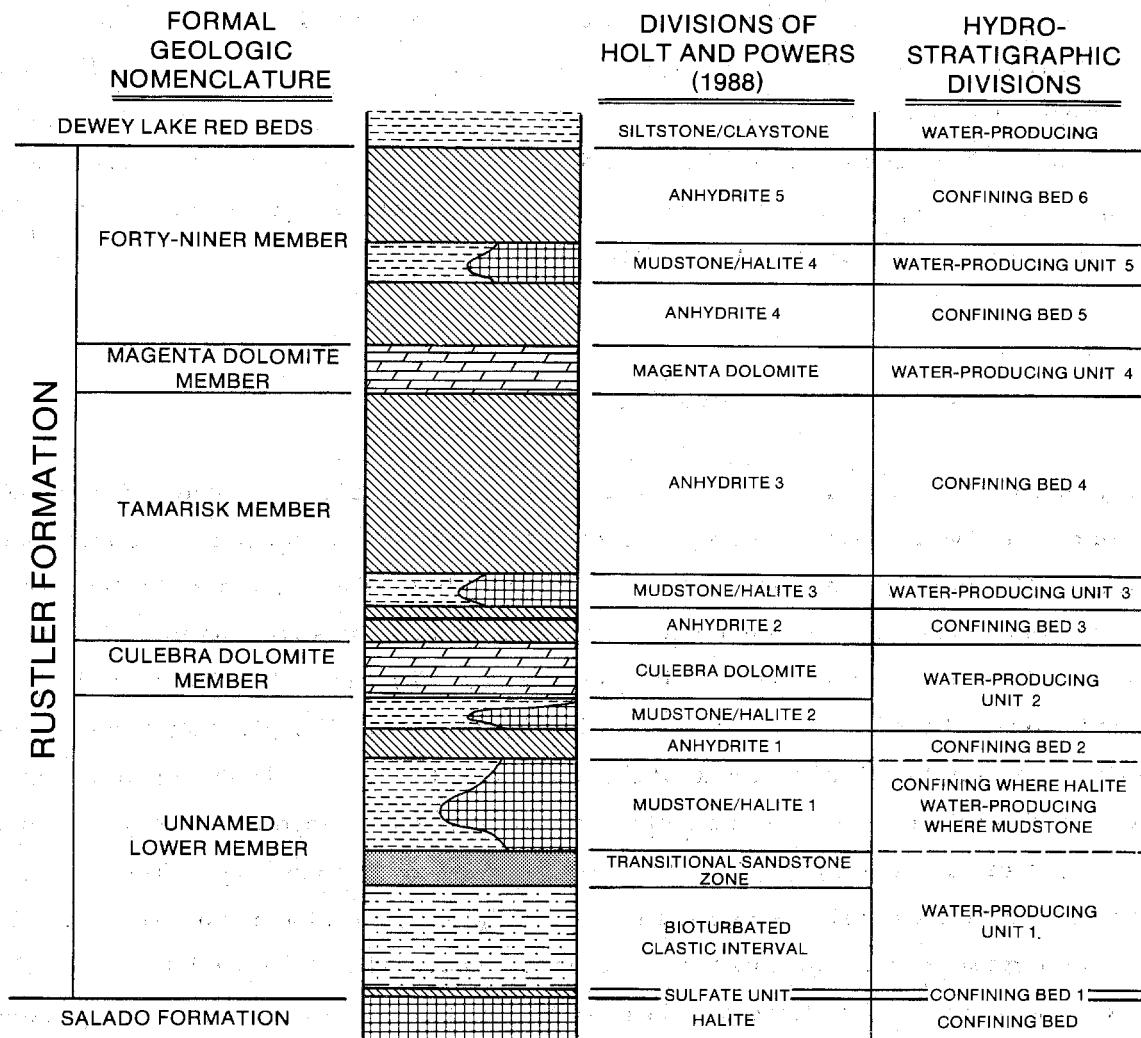 FORMAL
GEOLOGIC
NOMENCLATURE
DIVISIONS OF
HOLT AND POWERS
(1988)
HYDRO-
STRATIGRAPHIC
DIVISIONS
DEWEY LAKE RED BEDS
SILTSTONE/CLAYSTONE
WATER-PRODUCING
RUSTLER FORMATION
FORTY-NINER MEMBER
ANHYDRITE 5
CONFINING BED 6
MUDSTONE/HALITE 4
WATER-PRODUCING UNIT 5
ANHYDRITE 4
CONFINING BED 5
MAGENTA DOLOMITE
MEMBER
MAGENTA DOLOMITE
WATER-PRODUCING UNIT 4
TAMARISK MEMBER
ANHYDRITE 3
CONFINING BED 4
MUDSTONE/HALITE 3
WATER-PRODUCING UNIT 3
ANHYDRITE 2
CONFINING BED 3
CULEBRA DOLOMITE
MEMBER
CULEBRA DOLOMITE
WATER-PRODUCING
UNIT 2
MUDSTONE/HALITE 2
ANHYDRITE 1
CONFINING BED 2
UNNAMED
LOWER MEMBER
MUDSTONE/HALITE 1
CONFINING WHERE HALITE
WATER-PRODUCING
WHERE MUDSTONE
TRANSITIONAL SANDSTONE
ZONE
BIOTURBATED
CLASTIC INTERVAL
WATER-PRODUCING
UNIT 1.
SULFATE UNIT
CONFINING BED 1
SALADO FORMATION
HALITE
CONFINING BED